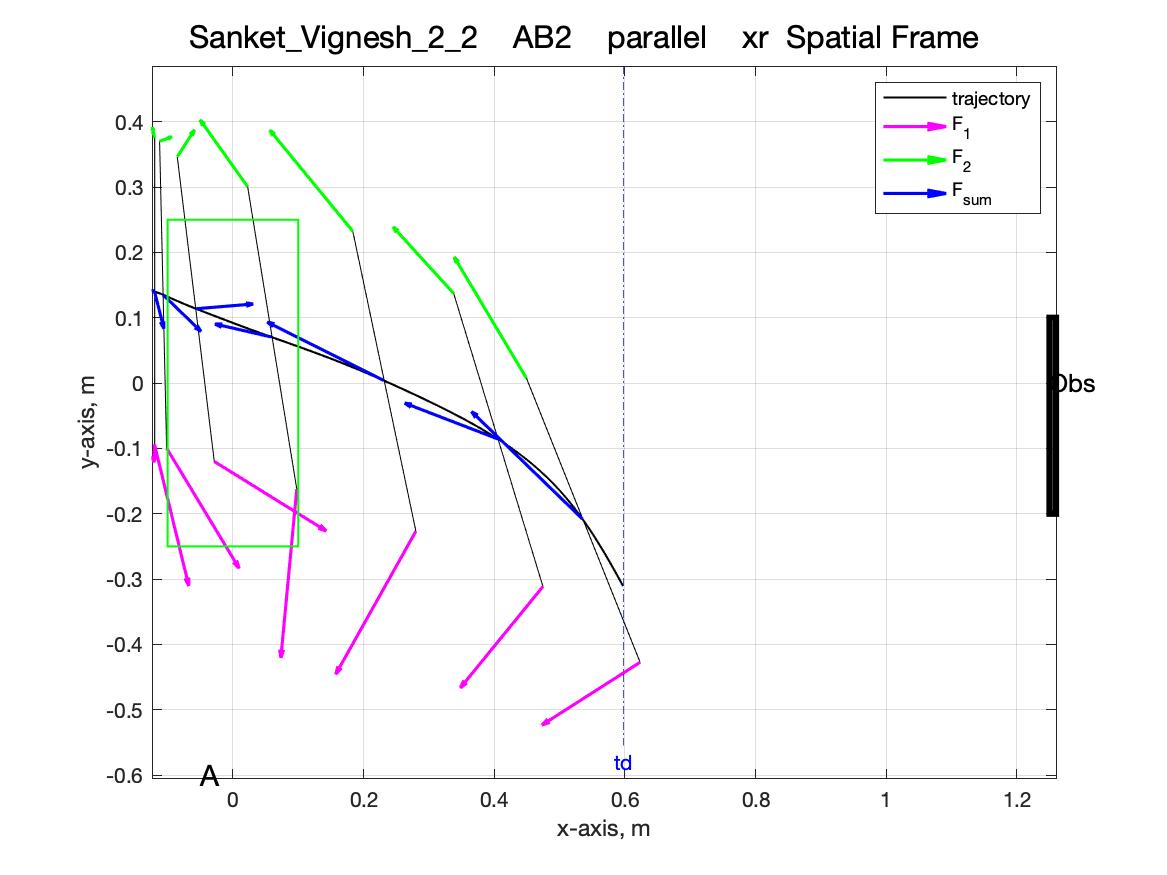 Sanket_Vignesh_2_2 AB2 parallel xr Spatial Frame
trajectory
F1
F2
Fsum
0.4
0.3
0.2
0.1
0
-0.1
-0.2
-0.3
-0.4
-0.5
-0.6
y-axis, m
Obs
td
A
0 0.2 0.4 0.6 0.8 1 1.2
x-axis, m